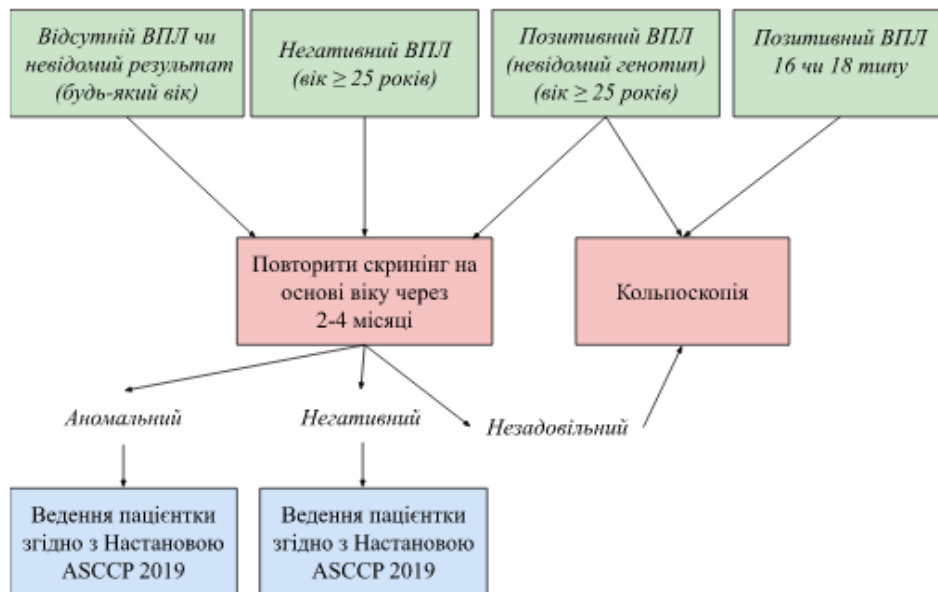 Відсутній ВПЛ чи
невідомий результат
(будь-який вік)
Негативний ВПЛ
(вік ≥ 25 років)
Позитивний ВПЛ
(невідомий генотип)
(вік ≥ 25 років)
Позитивний ВПЛ
16 чи 18 типу
Повторити скринінг на
основі віку через
2-4 місяці
Кольпоскопія
Аномальний
Негативний
Незадовільний
Ведення пацієнтки
згідно з Настановою
ASCCP 2019
Ведення пацієнтки
згідно з Настановою
ASCCP 2019